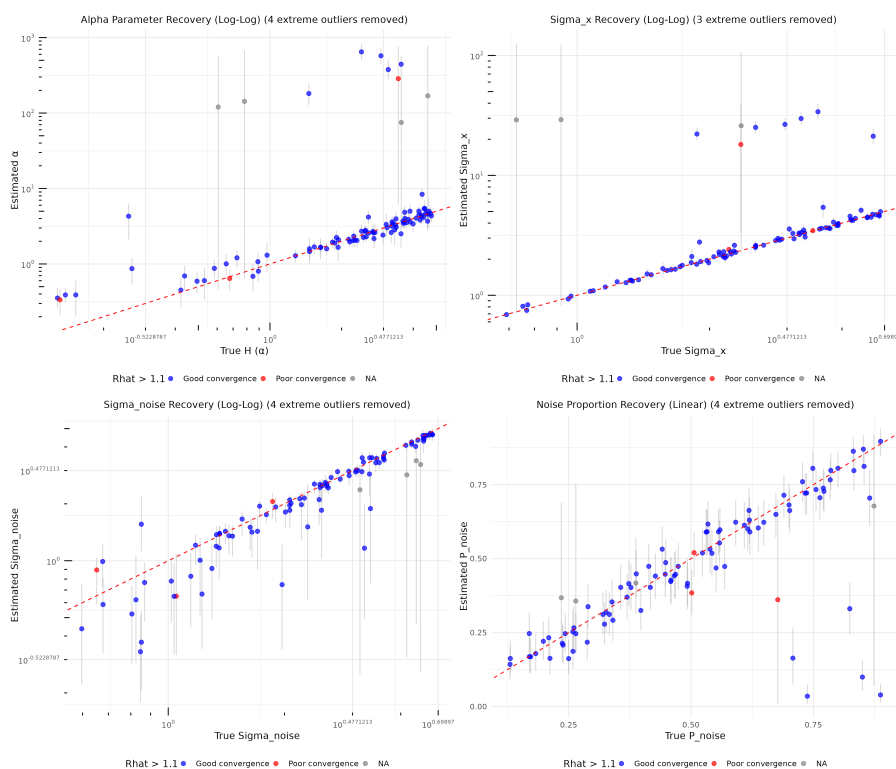 Alpha Parameter Recovery (Log-Log) (4 extreme outliers removed)
Estimated α
10³
10²
10¹
10⁰
10^-0.5228787
10⁰
10^0.4771213
True H (α)
Rhat > 1.1 Good convergence Poor convergence NA
Sigma_x Recovery (Log-Log) (3 extreme outliers removed)
Estimated Sigma_x
10²
10¹
10⁰
10⁰
10^0.4771213
True Sigma_x
Rhat > 1.1 Good convergence Poor convergence NA
Sigma_noise Recovery (Log-Log) (4 extreme outliers removed)
Estimated Sigma_noise
10^0.4771213
10⁰
10^-0.5228787
10⁰
10^0.4771213
10^0.69897
True Sigma_noise
Rhat > 1.1 Good convergence Poor convergence NA
Noise Proportion Recovery (Linear) (4 extreme outliers removed)
Estimated P_noise
0.75
0.50
0.25
0.00
0.25
0.50
0.75
True P_noise
Rhat > 1.1 Good convergence Poor convergence NA